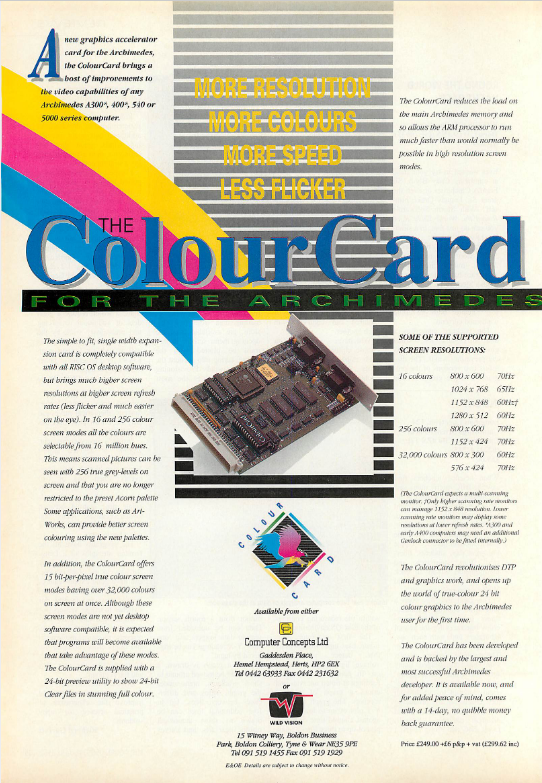 A new graphics accelerator
card for the Archimedes,
the ColourCard brings a
host of improvements to
the video capabilities of any
Archimedes A300*, 400*, 540 or
5000 series computer.
MORE RESOLUTION
MORE COLOURS
MORE SPEED
LESS FLICKER
The ColourCard reduces the load on
the main Archimedes memory and
so allows the ARM processor to run
much faster than would normally be
possible in high resolution screen
modes.
THE
ColourCard
FOR THE ARCHIMEDES
The simple to fit, single width expan-
sion card is completely compatible
with all RISC OS desktop software,
but brings much higher screen
resolutions at higher screen refresh
rates (less flicker and much easier
on the eye). In 16 and 256 colour
screen modes all the colours are
selectable from 16 million hues.
This means scanned pictures can be
seen with 256 true grey-levels on
screen and that you are no longer
restricted to the preset Acorn palette
Some applications, such as Art-
Works, can provide better screen
colouring using the new palettes.
In addition, the ColourCard offers
15 bit-per-pixel true colour screen
modes having over 32,000 colours
on screen at once. Although these
screen modes are not yet desktop
software compatible, it is expected
that programs will become available
that take advantage of these modes.
The ColourCard is supplied with a
24-bit preview utility to show 24-bit
Clear files in stunning full colour.
COLOUR
CARD
Available from either
Computer Concepts Ltd
Gaddesden Place,
Hemel Hempstead, Herts, HP2 6EX
Tel 0442 63933 Fax 0442 231632
or
WILD VISION
15 Witney Way, Boldon Business
Park, Boldon Colliery, Tyne & Wear NE35 9PE
Tel 091 519 1455 Fax 091 519 1929
E&OE. Details are subject to change without notice.
SOME OF THE SUPPORTED
SCREEN RESOLUTIONS:
16 colours 800 x 600 70Hz
1024 x 768 65Hz
1152 x 848 60Hz†
1280 x 512 60Hz
256 colours 800 x 600 70Hz
1152 x 424 70Hz
32,000 colours 800 x 300 60Hz
576 x 424 70Hz
(The ColourCard expects a multi-scanning
monitor. †Only higher scanning rate monitors
can manage 1152 x 848 resolution. Lower
scanning rate monitors may display some
resolutions at lower refresh rates. *A300 and
early A400 computers may need an additional
Genlock connector to be fitted internally.)
The ColourCard revolutionises DTP
and graphics work, and opens up
the world of true-colour 24 bit
colour graphics to the Archimedes
user for the first time.
The ColourCard has been developed
and is backed by the largest and
most successful Archimedes
developer. It is available now, and
for added peace of mind, comes
with a 14-day, no quibble money
back guarantee.
Price £249.00 +£6 p&p + vat (£299.62 inc)